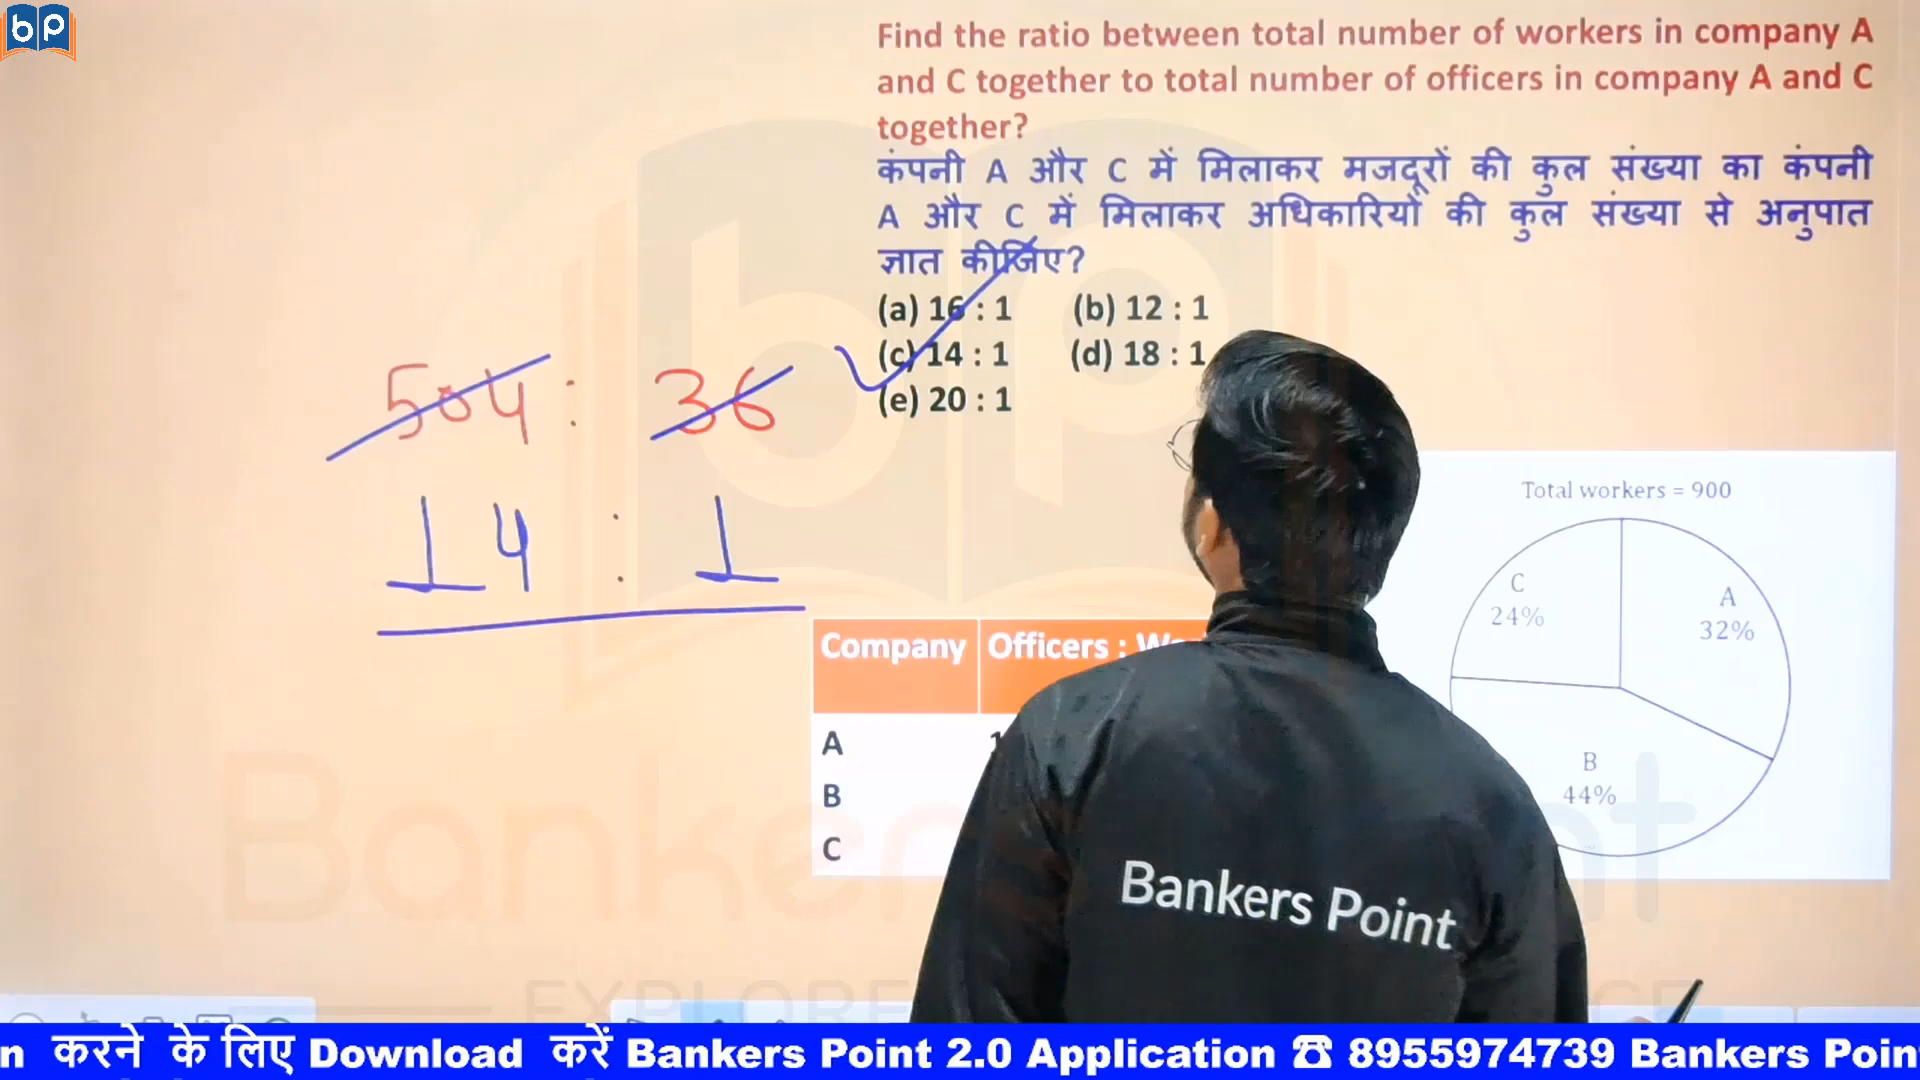 bp
Find the ratio between total number of workers in company A
and C together to total number of officers in company A and C
together?
कंपनी A और C में मिलाकर मजदूरों की कुल संख्या का कंपनी
A और C में मिलाकर अधिकारियों की कुल संख्या से अनुपात
ज्ञात कीजिए?
(a) 16 : 1 (b) 12 : 1
(c) 14 : 1 (d) 18 : 1
(e) 20 : 1
504 : 36
14 : 1
Total workers = 900
C
24%
A
32%
B
44%
Company Officers :
A
B
C
Bankers Point
Bankers
EXPLORE
n करने के लिए Download करें Bankers Point 2.0 Application ☎ 8955974739 Bankers Poin